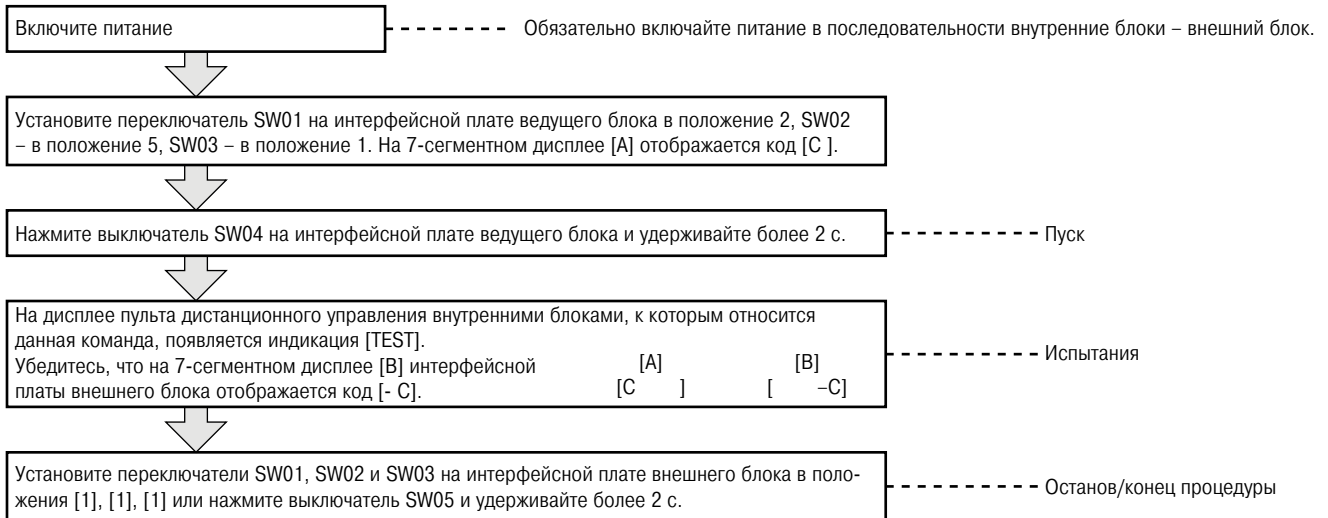 Включите питание
Обязательно включайте питание в последовательности внутренние блоки – внешний блок.
Установите переключатель SW01 на интерфейсной плате ведущего блока в положение 2, SW02
– в положение 5, SW03 – в положение 1. На 7-сегментном дисплее [A] отображается код [C ].
Нажмите выключатель SW04 на интерфейсной плате ведущего блока и удерживайте более 2 с.
Пуск
На дисплее пульта дистанционного управления внутренними блоками, к которым относится
данная команда, появляется индикация [TEST].
Убедитесь, что на 7-сегментном дисплее [B] интерфейсной
платы внешнего блока отображается код [- C].
[A] [B]
[C ] [ –C]
Испытания
Установите переключатели SW01, SW02 и SW03 на интерфейсной плате внешнего блока в поло-
жения [1], [1], [1] или нажмите выключатель SW05 и удерживайте более 2 с.
Останов/конец процедуры